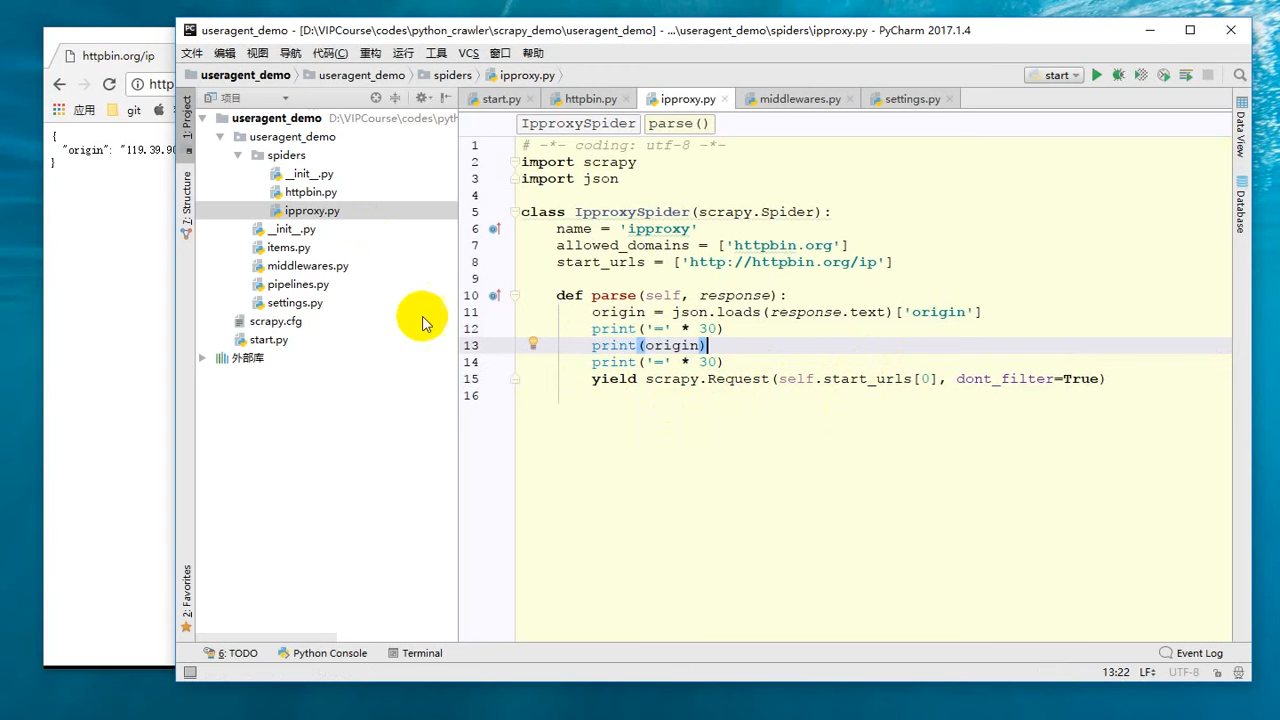 useragent_demo - [D:\VIPCourse\codes\python_crawler\scrapy_demo\useragent_demo] - ...\useragent_demo\spiders\ipproxy.py - PyCharm 2017.1.4
文件 编辑 视图 导航 代码(C) 重构 运行 工具 VCS 窗口 帮助
useragent_demo useragent_demo spiders ipproxy.py start
项目
start.py httpbin.py ipproxy.py middlewares.py settings.py
httpbin.org/ip
应用 git
{
"origin": "119.39.90
}
1: Project
7: Structure
2: Favorites
useragent_demo D:\VIPCourse\codes\pyth
useragent_demo
spiders
__init__.py
httpbin.py
ipproxy.py
__init__.py
items.py
middlewares.py
pipelines.py
settings.py
scrapy.cfg
start.py
外部库
IpproxySpider parse()
1 # -*- coding: utf-8 -*-
2 import scrapy
3 import json
4
5 class IpproxySpider(scrapy.Spider):
6 name = 'ipproxy'
7 allowed_domains = ['httpbin.org']
8 start_urls = ['http://httpbin.org/ip']
9
10 def parse(self, response):
11 origin = json.loads(response.text)['origin']
12 print('=' * 30)
13 print(origin)
14 print('=' * 30)
15 yield scrapy.Request(self.start_urls[0], dont_filter=True)
16
Data View
Database
6: TODO Python Console Terminal Event Log
13:22 LF÷ UTF-8